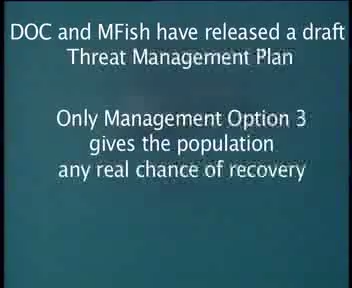 DOC and MFish have released a draft
Threat Management Plan
Only Management Option 3
gives the population
any real chance of recovery